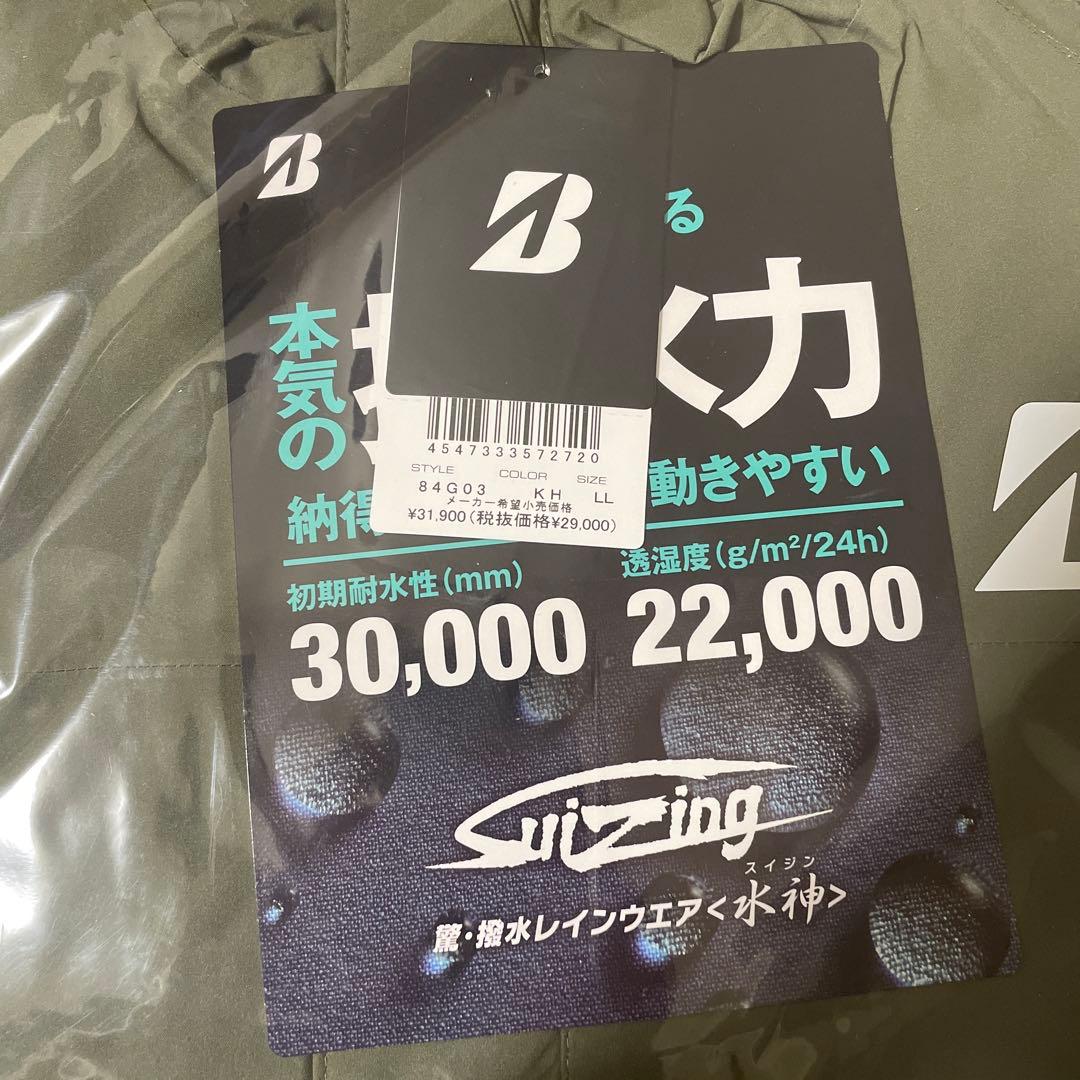 B
B
る
本気の
水力
納得
動きやすい
4547333572720
STYLE COLOR SIZE
84G03 KH LL
メーカー希望小売価格
¥31,900(税抜価格¥29,000)
初期耐水性(mm)
30,000
透湿度(g/m²/24h)
22,000
SuiZing
スイジン
驚・撥水レインウエア<水神>